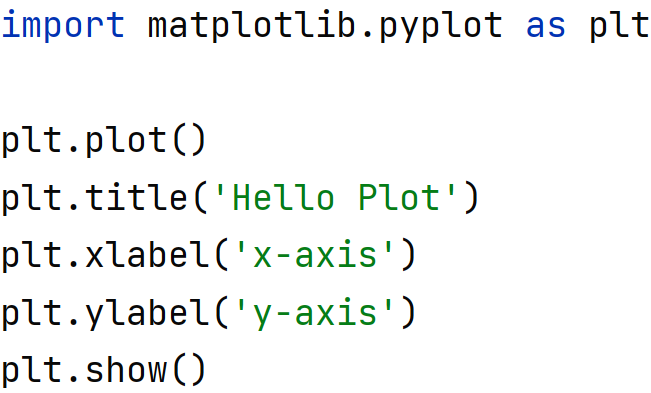 import matplotlib.pyplot as plt
plt.plot()
plt.title('Hello Plot')
plt.xlabel('x-axis')
plt.ylabel('y-axis')
plt.show()